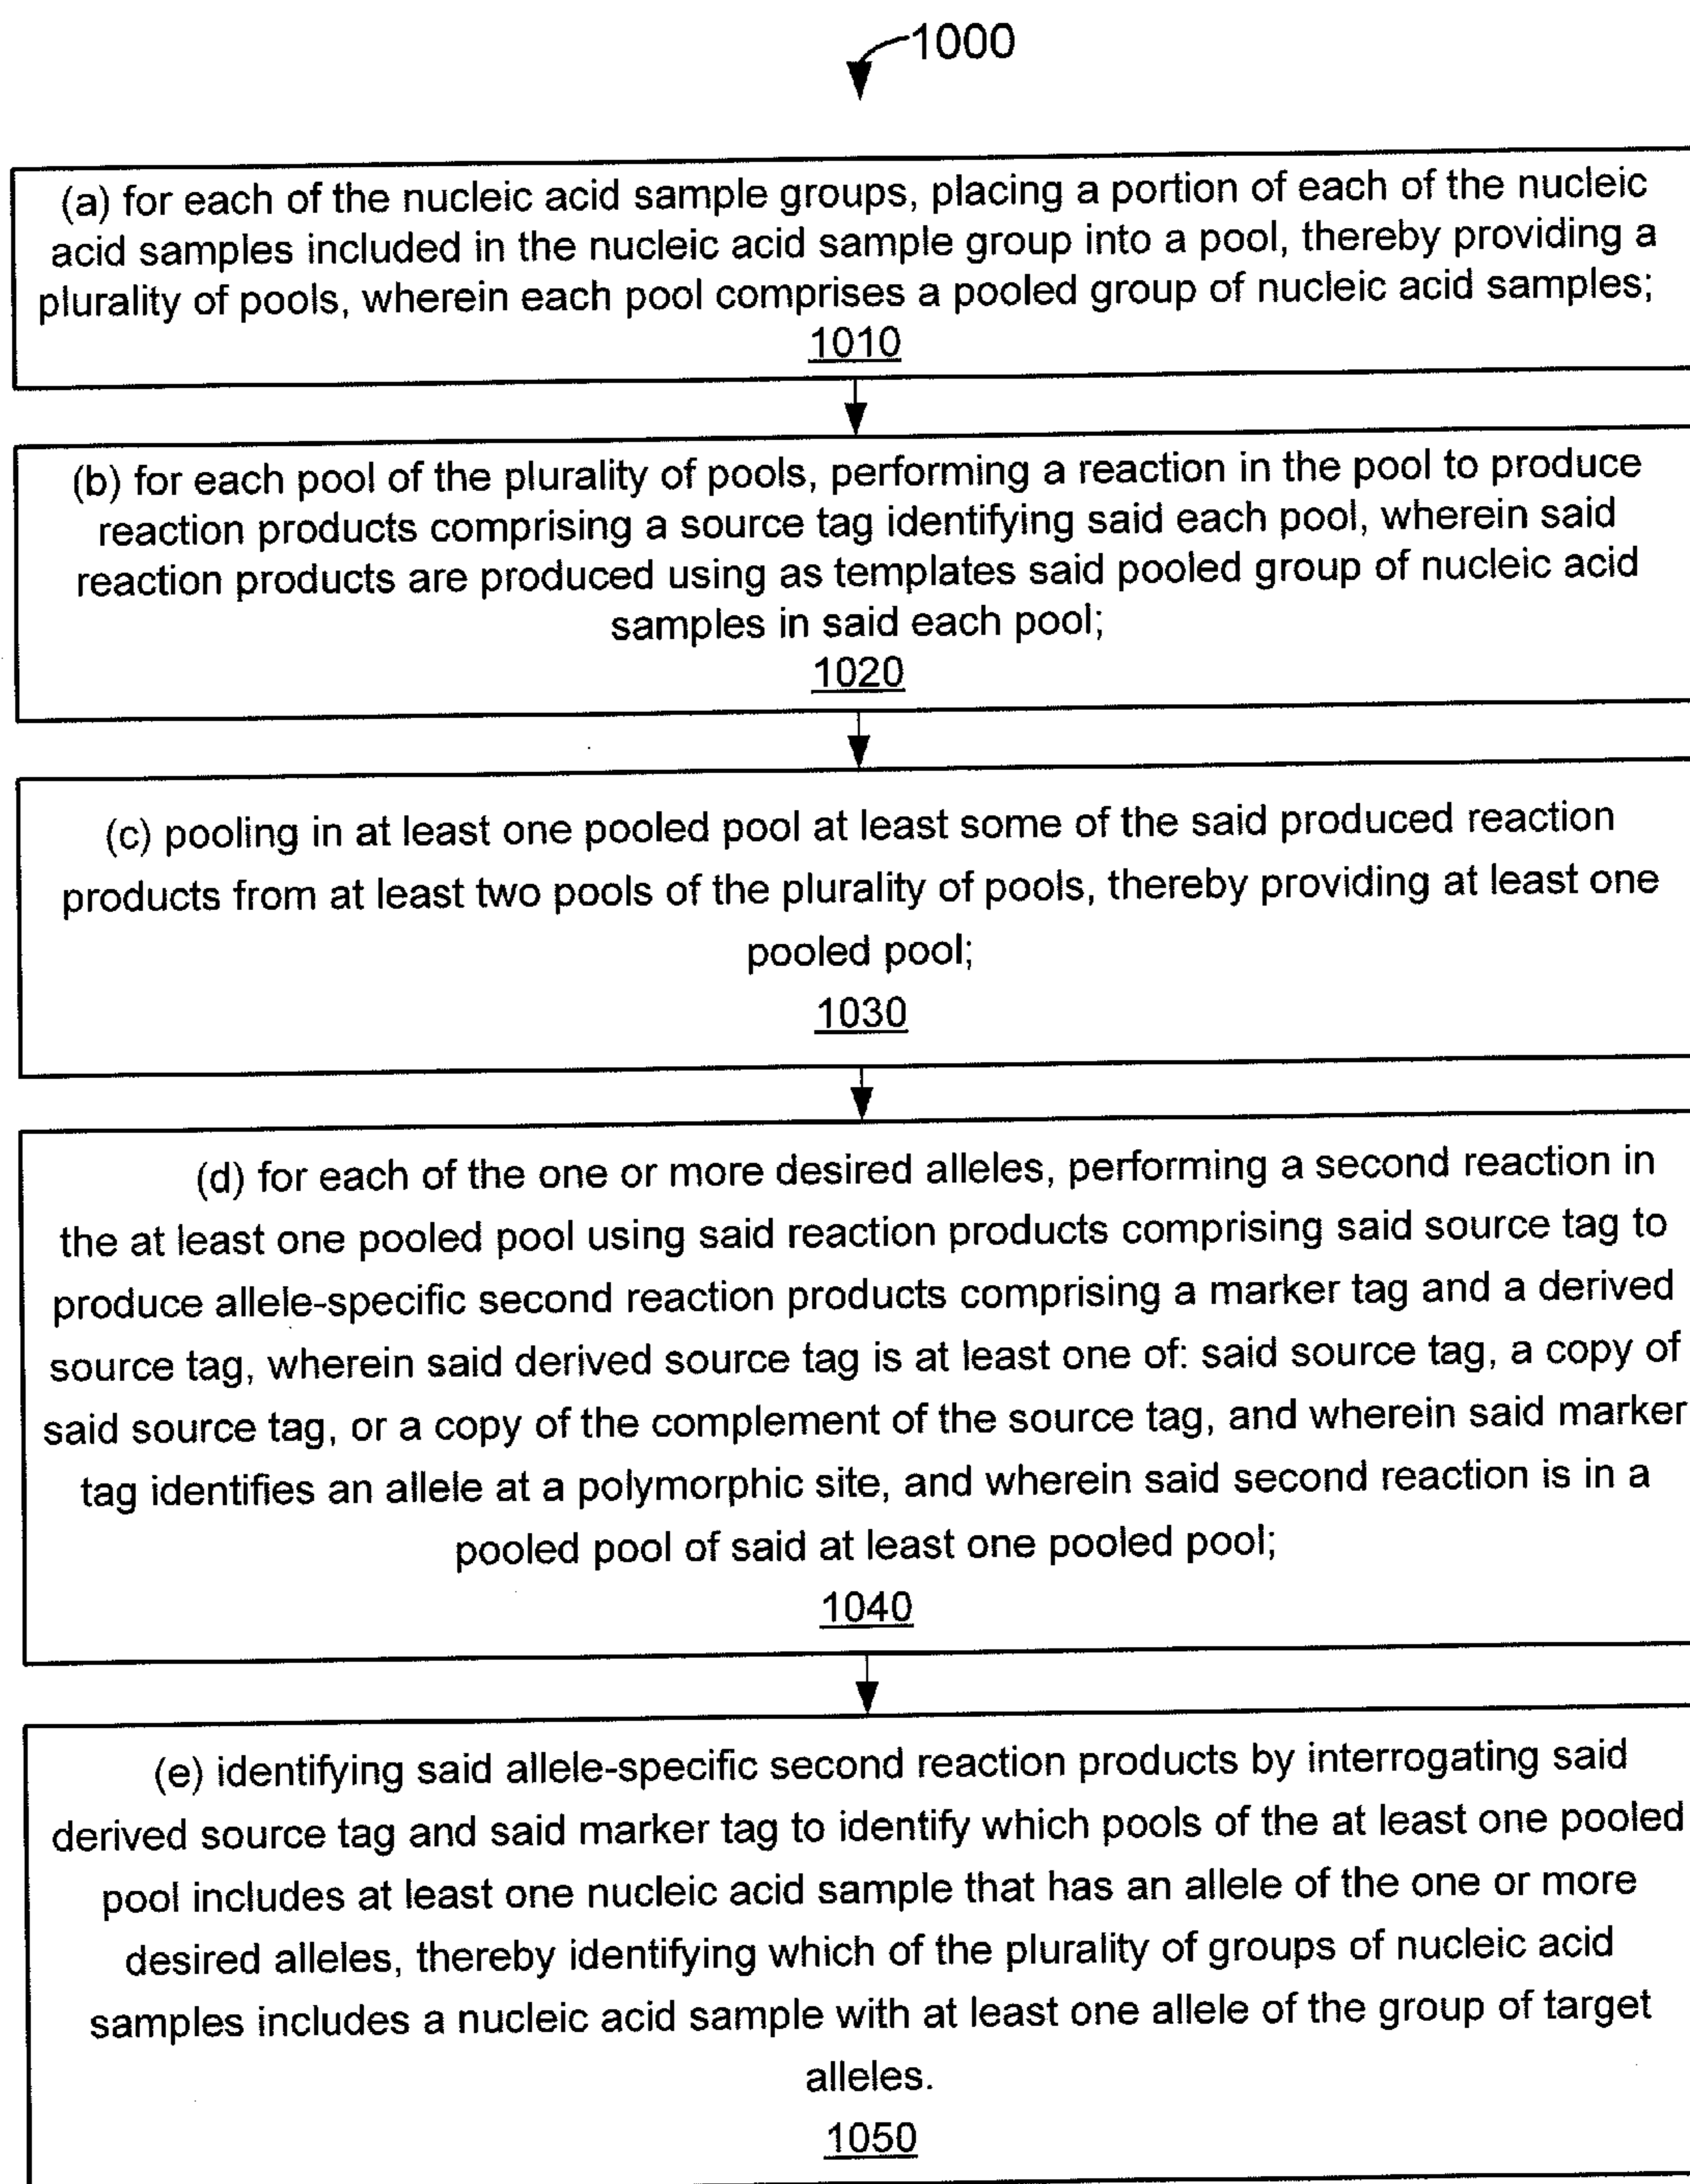 1000
(a) for each of the nucleic acid sample groups, placing a portion of each of the nucleic
acid samples included in the nucleic acid sample group into a pool, thereby providing a
plurality of pools, wherein each pool comprises a pooled group of nucleic acid samples;
1010
(b) for each pool of the plurality of pools, performing a reaction in the pool to produce
reaction products comprising a source tag identifying said each pool, wherein said
reaction products are produced using as templates said pooled group of nucleic acid
samples in said each pool;
1020
(c) pooling in at least one pooled pool at least some of the said produced reaction
products from at least two pools of the plurality of pools, thereby providing at least one
pooled pool;
1030
(d) for each of the one or more desired alleles, performing a second reaction in
the at least one pooled pool using said reaction products comprising said source tag to
produce allele-specific second reaction products comprising a marker tag and a derived
source tag, wherein said derived source tag is at least one of: said source tag, a copy of
said source tag, or a copy of the complement of the source tag, and wherein said marker
tag identifies an allele at a polymorphic site, and wherein said second reaction is in a
pooled pool of said at least one pooled pool;
1040
(e) identifying said allele-specific second reaction products by interrogating said
derived source tag and said marker tag to identify which pools of the at least one pooled
pool includes at least one nucleic acid sample that has an allele of the one or more
desired alleles, thereby identifying which of the plurality of groups of nucleic acid
samples includes a nucleic acid sample with at least one allele of the group of target
alleles.
1050